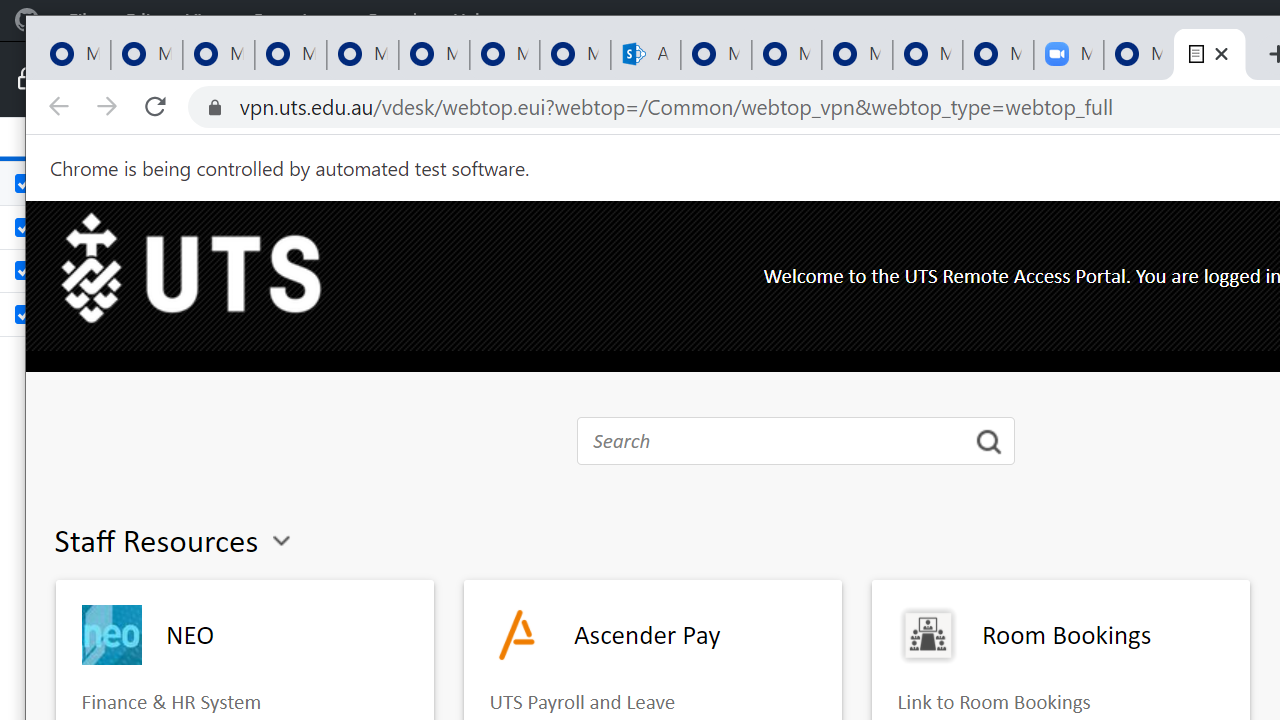 M M M M M M M M A M M M M M M M
vpn.uts.edu.au/vdesk/webtop.eui?webtop=/Common/webtop_vpn&webtop_type=webtop_full
Chrome is being controlled by automated test software.
UTS
Welcome to the UTS Remote Access Portal. You are logged in
Search
Staff Resources
neo NEO
Ascender Pay
Room Bookings
Finance & HR System
UTS Payroll and Leave
Link to Room Bookings